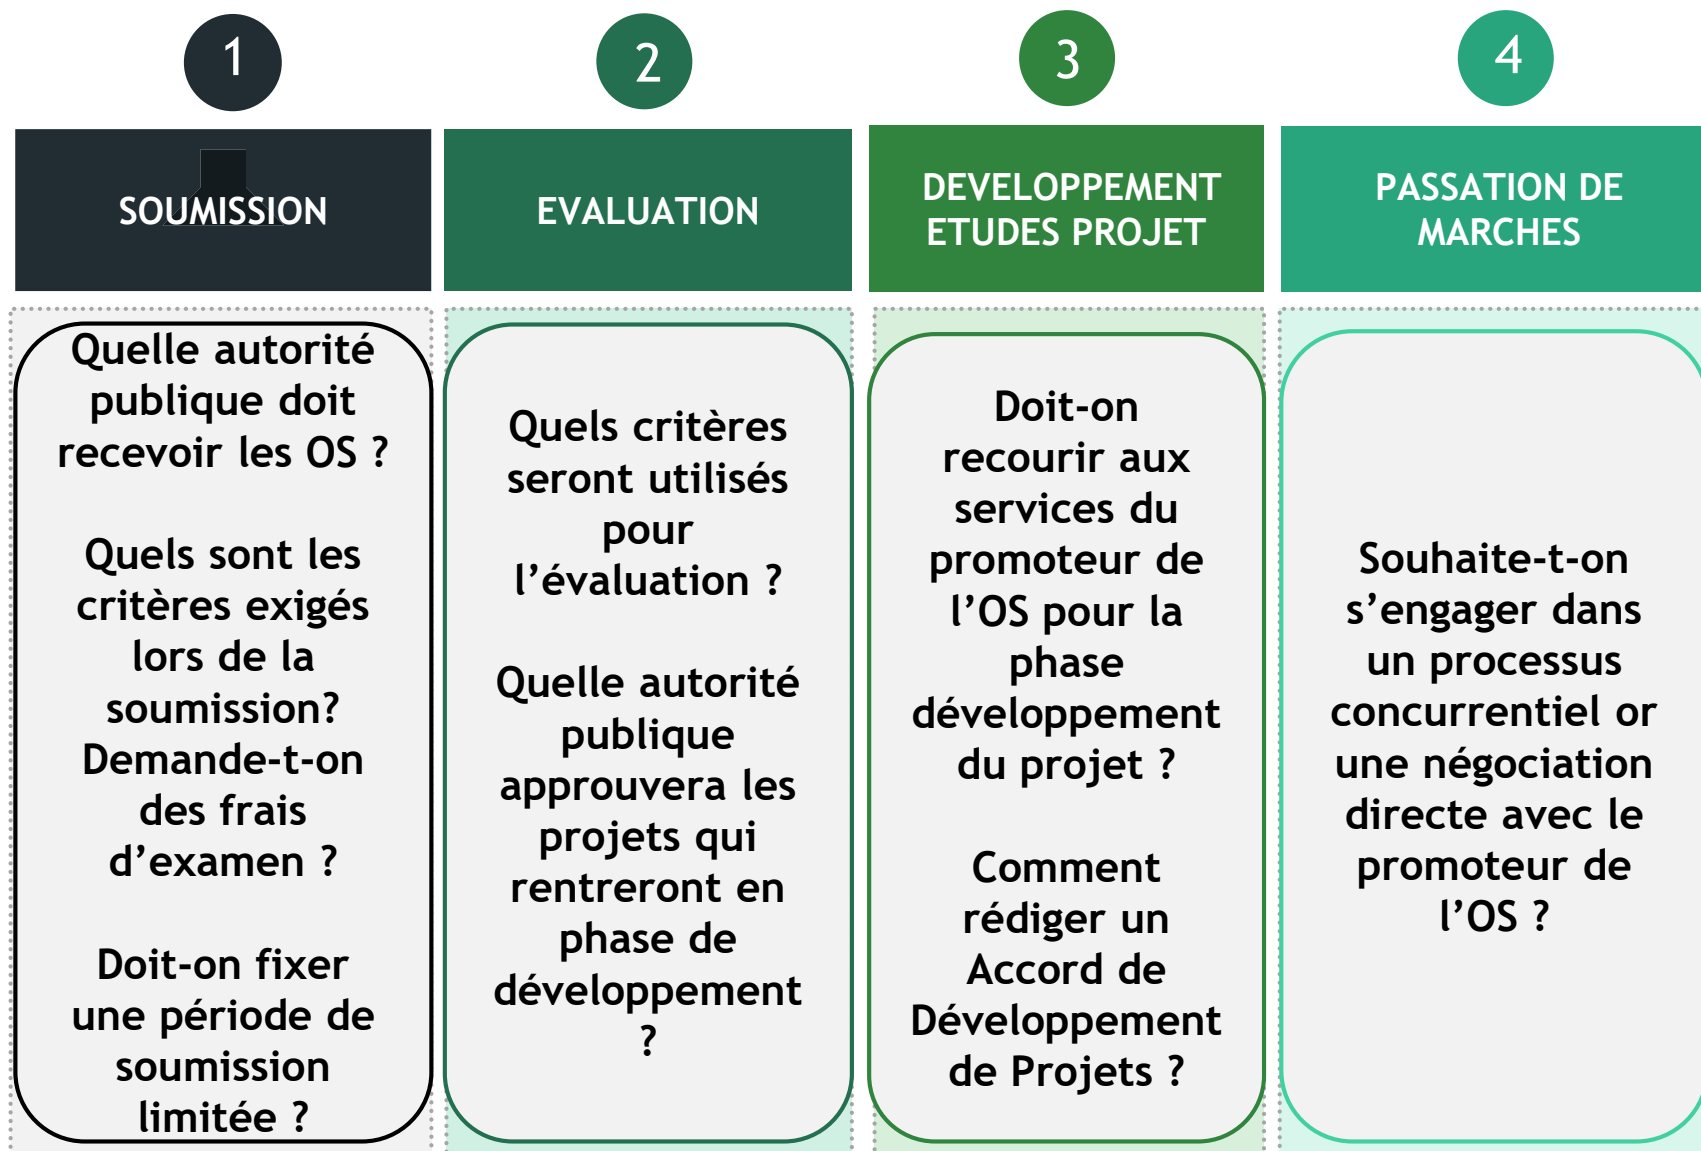 1
SOUMISSION
Quelle autorité
publique doit
recevoir les OS ?
Quels sont les
critères exigés
lors de la
soumission?
Demande-t-on
des frais
d’examen ?
Doit-on fixer
une période de
soumission
limitée ?
2
EVALUATION
Quels critères
seront utilisés
pour
l’évaluation ?
Quelle autorité
publique
approuvera les
projets qui
rentreront en
phase de
développement
?
3
DEVELOPPEMENT
ETUDES PROJET
Doit-on
recourir aux
services du
promoteur de
l’OS pour la
phase
développement
du projet ?
Comment
rédiger un
Accord de
Développement
de Projets ?
4
PASSATION DE
MARCHES
Souhaite-t-on
s’engager dans
un processus
concurrentiel or
une négociation
directe avec le
promoteur de
l’OS ?